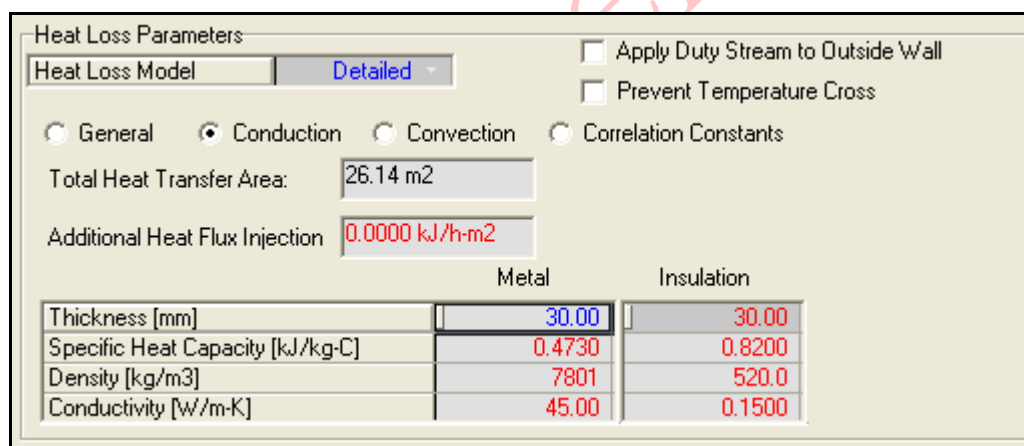 Heat Loss Parameters
Heat Loss Model Detailed
Apply Duty Stream to Outside Wall
Prevent Temperature Cross
General Conduction Convection Correlation Constants
Total Heat Transfer Area: 26.14 m2
Additional Heat Flux Injection 0.0000 kJ/h-m2
Metal Insulation
Thickness [mm] 30.00 30.00
Specific Heat Capacity [kJ/kg-C] 0.4730 0.8200
Density [kg/m3] 7801 520.0
Conductivity [W/m-K] 45.00 0.1500